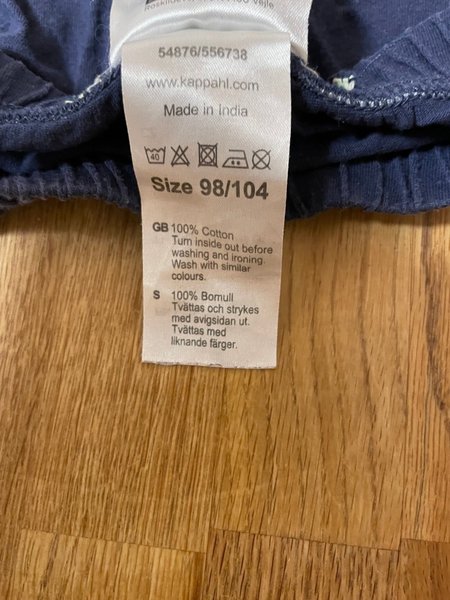 Vejle
54876/556738
www.kappahl.com
Made in India
40
Size 98/104
GB 100% Cotton
Turn inside out before
washing and ironing.
Wash with similar
colours.
S 100% Bomull
Tvättas och strykes
med avigsidan ut.
Tvättas med
liknande färger.